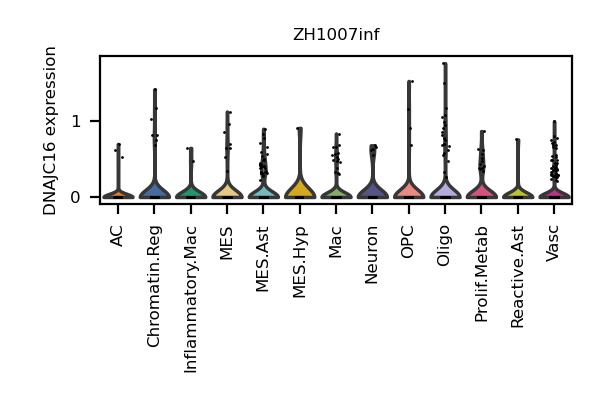 ZH1007inf
DNAJC16 expression
1
0
AC
Chromatin.Reg
Inflammatory.Mac
MES
MES.Ast
MES.Hyp
Mac
Neuron
OPC
Oligo
Prolif.Metab
Reactive.Ast
Vasc